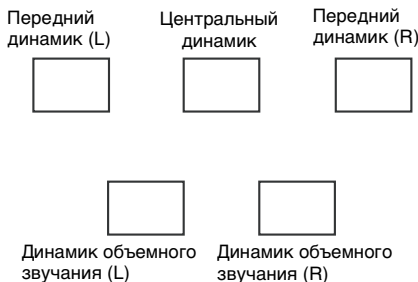 Передний
динамик (L)
Центральный
динамик
Передний
динамик (R)
Динамик объемного
звучания (L)
Динамик объемного
звучания (R)